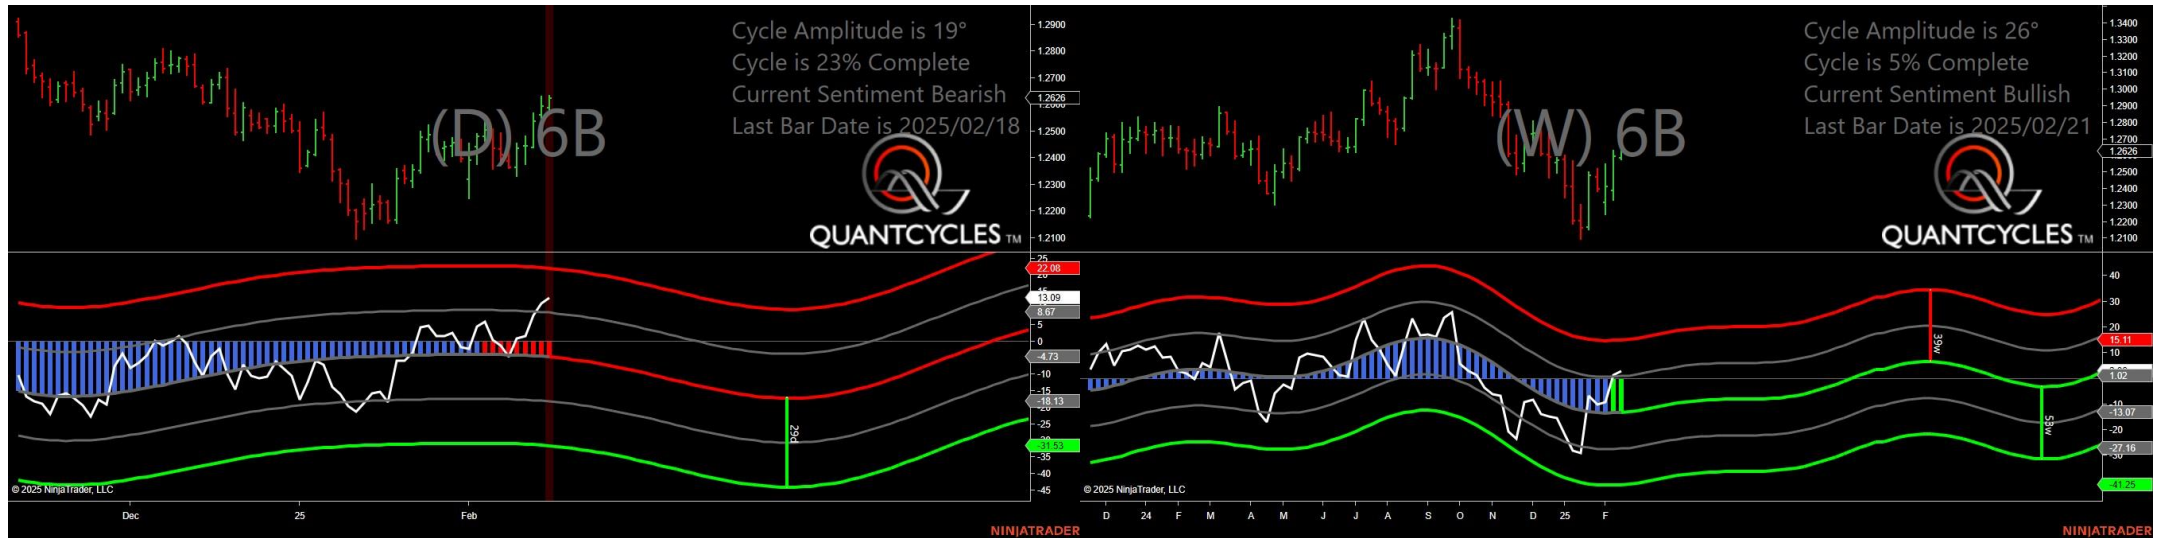 Cycle Amplitude is 19°
Cycle is 23% Complete
Current Sentiment Bearish
Last Bar Date is 2025/02/18
(D) 6B
QUANTCYCLES TM
1.2900
1.2800
1.2700
1.2626
1.2500
1.2400
1.2300
1.2200
1.2100
25
22.08
13.09
8.67
5
0
-4.73
-10
-15
-18.13
-25
-31.53
-35
-40
-45
29d
© 2025 NinjaTrader, LLC
Dec
25
Feb
NINJATRADER
Cycle Amplitude is 26°
Cycle is 5% Complete
Current Sentiment Bullish
Last Bar Date is 2025/02/21
(W) 6B
QUANTCYCLES TM
1.3400
1.3300
1.3200
1.3100
1.3000
1.2900
1.2800
1.2700
1.2626
1.2500
1.2400
1.2300
1.2200
1.2100
40
30
20
15.11
10
1.02
-10
-13.07
-20
-27.16
-30
-41.25
39w
53w
© 2025 NinjaTrader, LLC
D 24 F M A M J J A S O N D 25 F
NINJATRADER